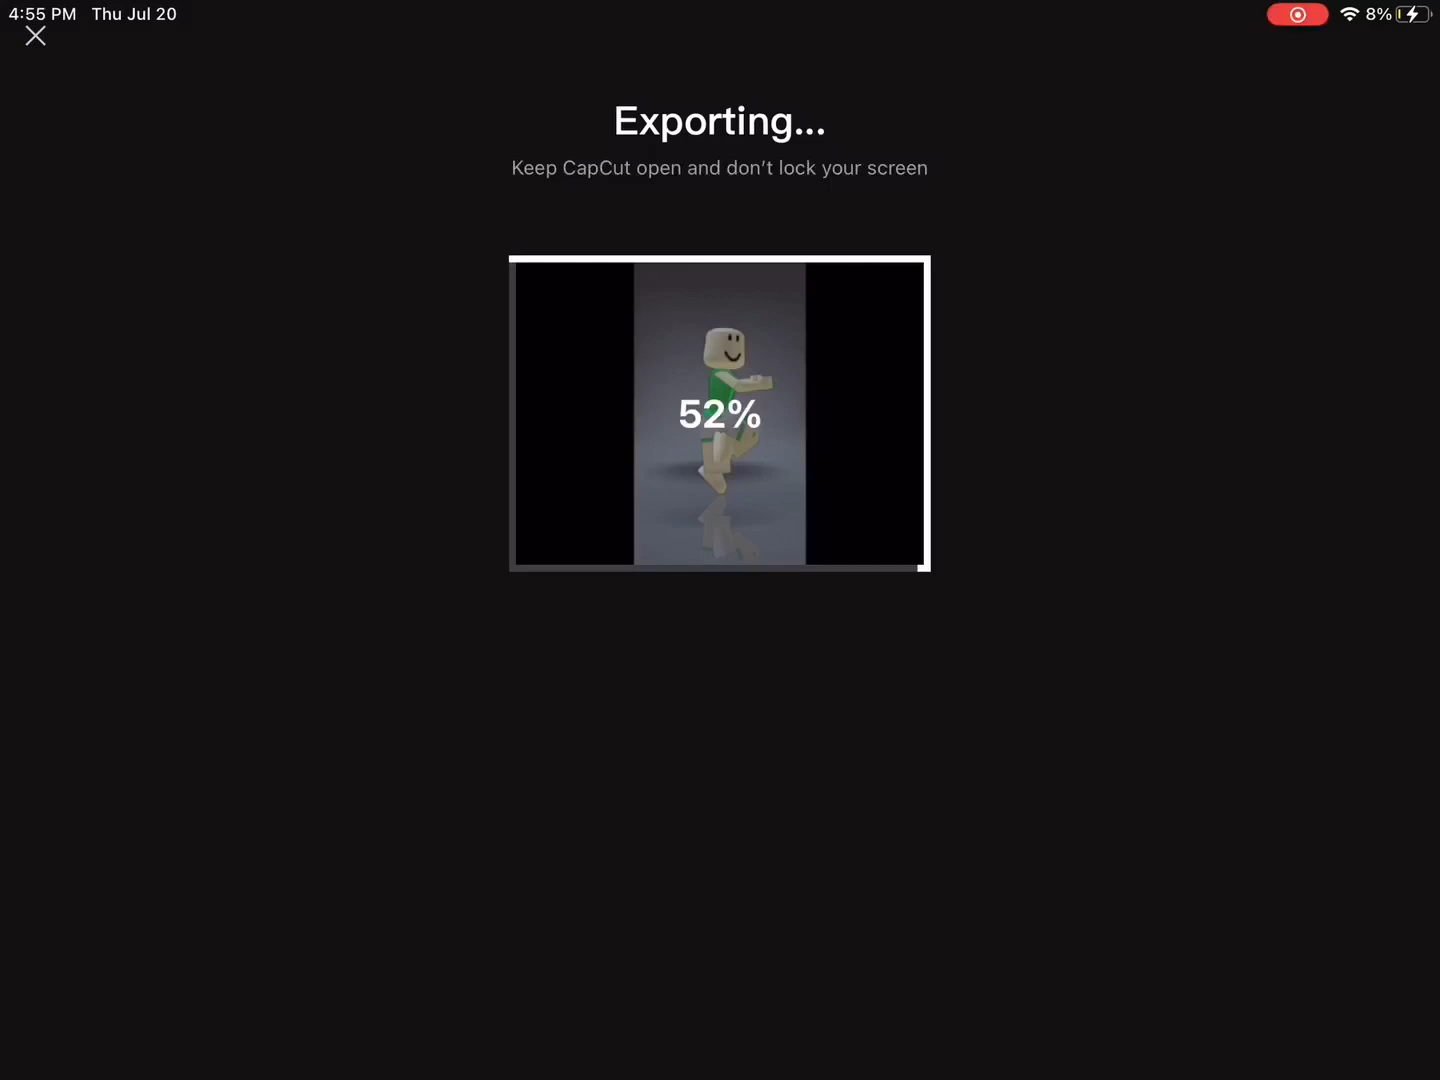 4:55 PM Thu Jul 20
8%
Exporting...
Keep CapCut open and don’t lock your screen
52%